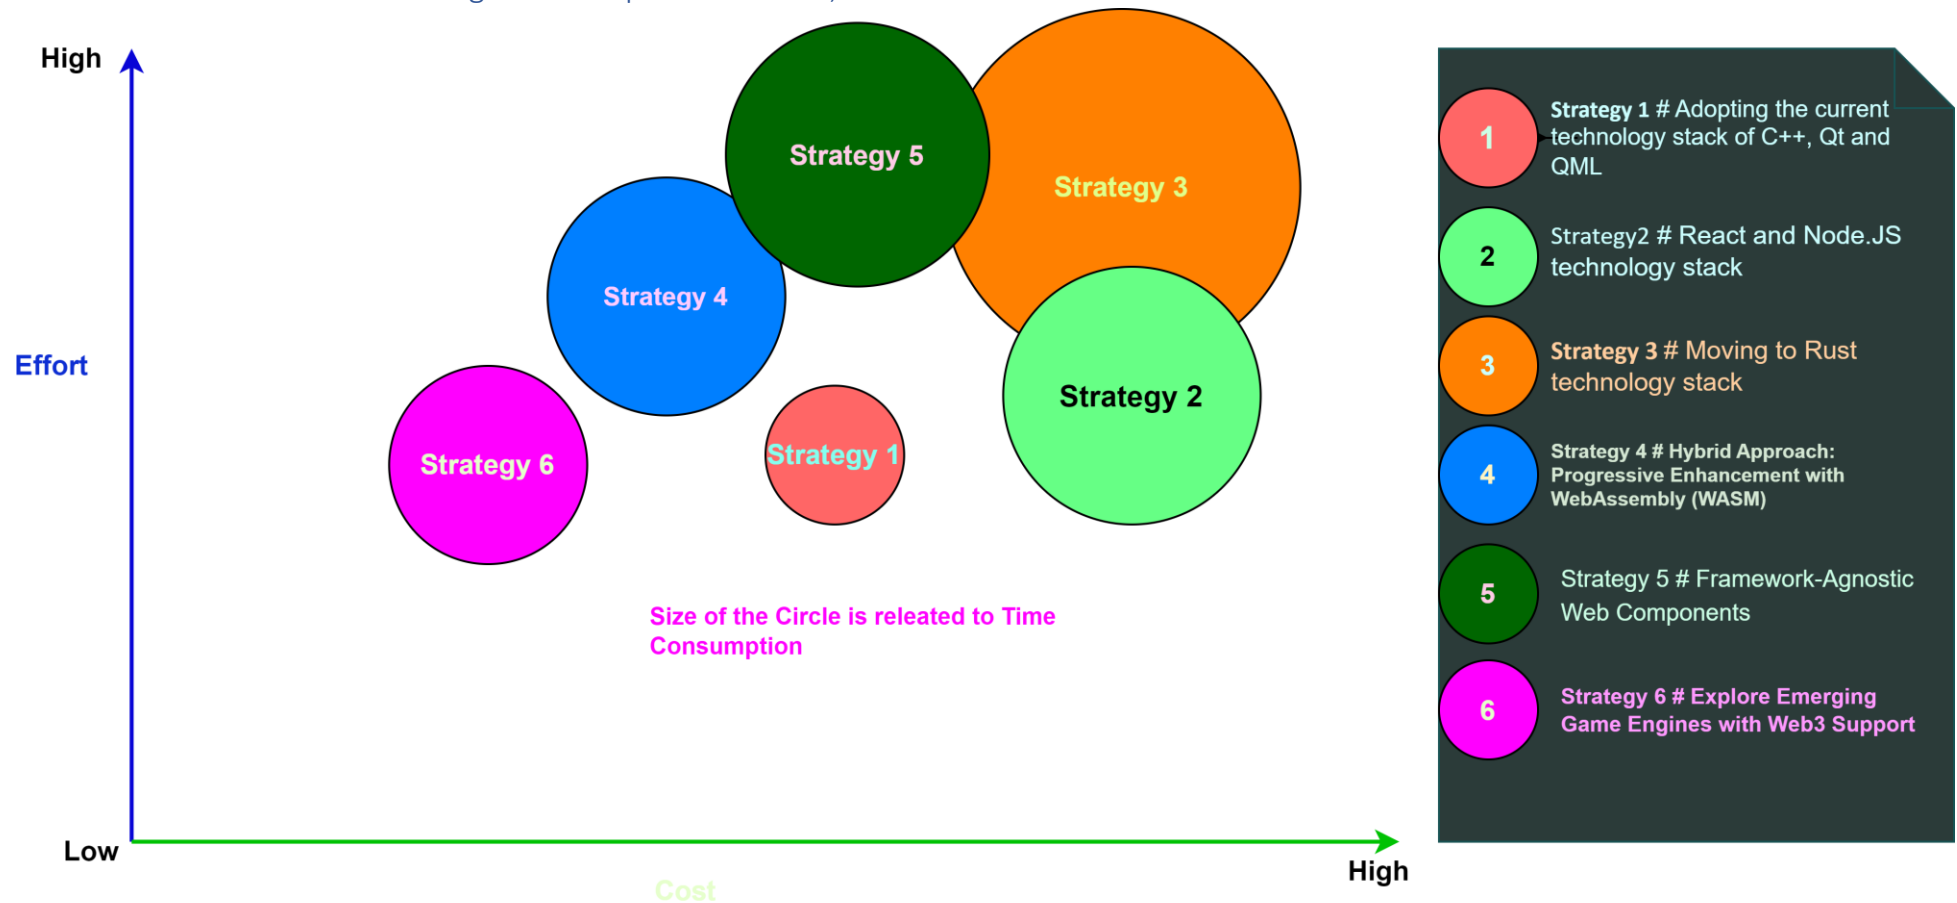 High
Strategy 5
Strategy 3
Strategy 4
Effort
Strategy 2
Strategy 6
Strategy 1
Size of the Circle is releated to Time
Consumption
Low
High
Cost
1
Strategy 1 # Adopting the current
technology stack of C++, Qt and
QML
2
Strategy2 # React and Node.JS
technology stack
3
Strategy 3 # Moving to Rust
technology stack
4
Strategy 4 # Hybrid Approach:
Progressive Enhancement with
WebAssembly (WASM)
5
Strategy 5 # Framework-Agnostic
Web Components
6
Strategy 6 # Explore Emerging
Game Engines with Web3 Support